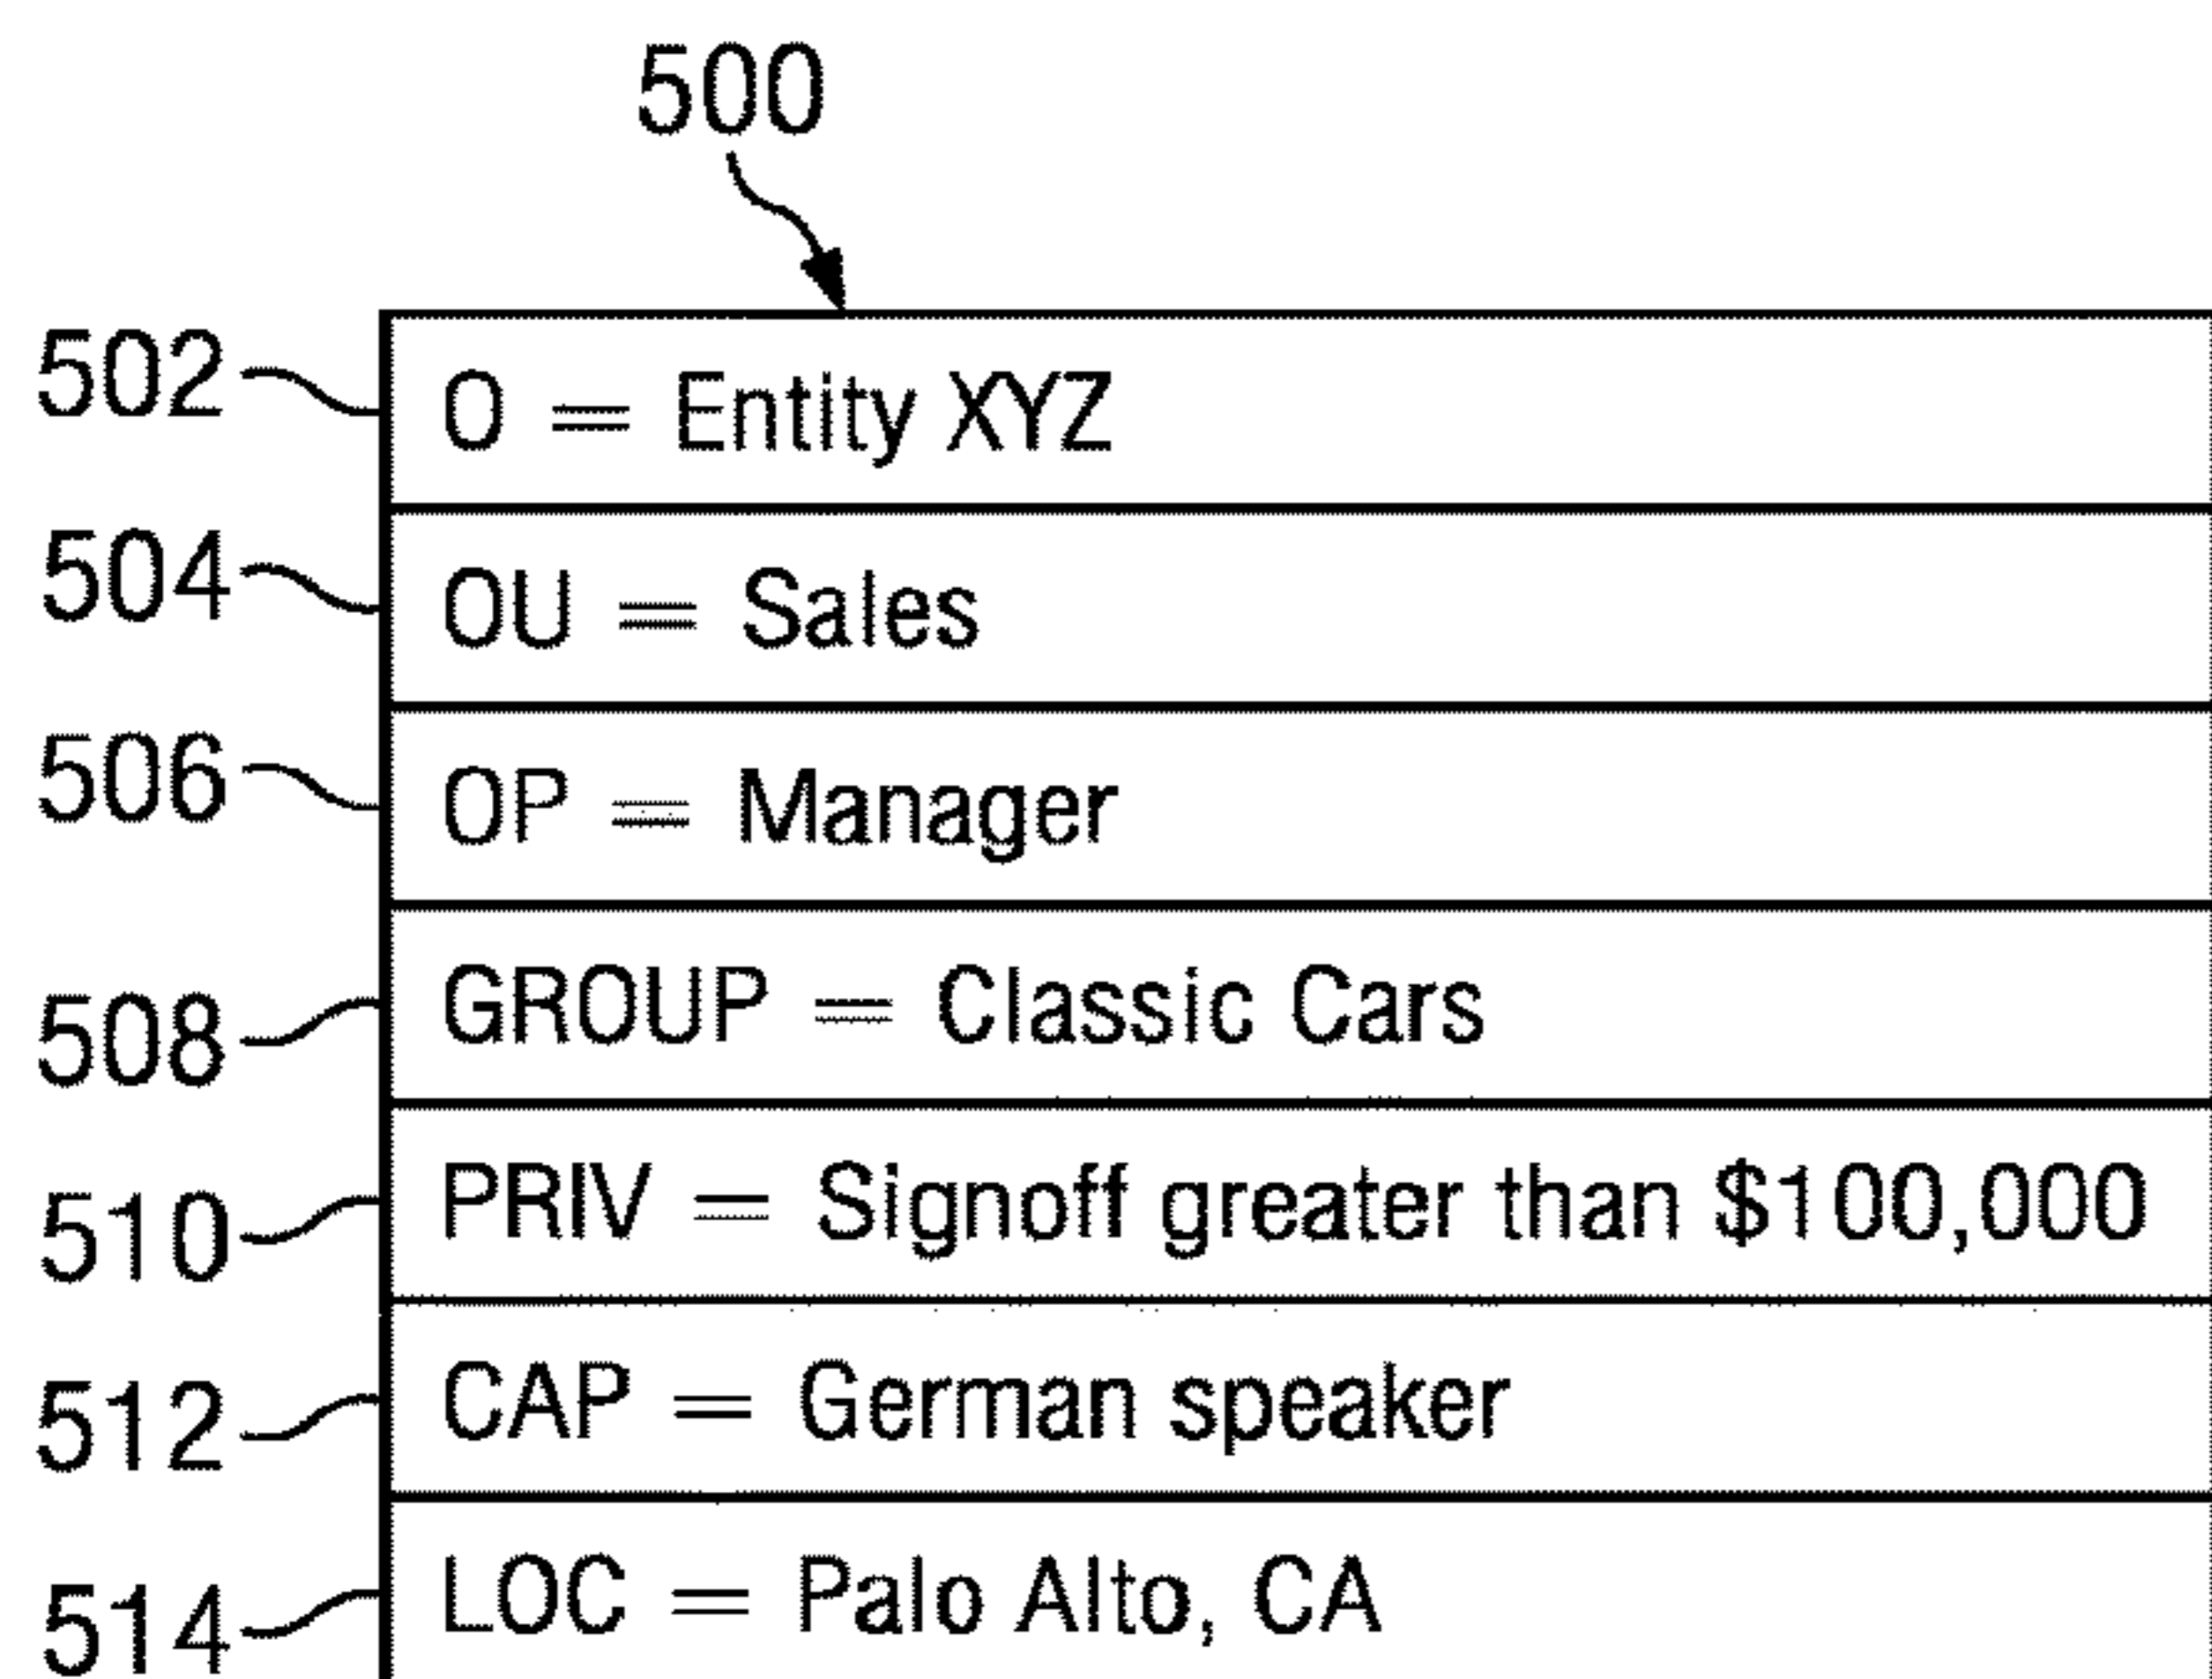 500
502 O = Entity XYZ
504 OU = Sales
506 OP = Manager
508 GROUP = Classic Cars
510 PRIV = Signoff greater than $100,000
512 CAP = German speaker
514 LOC = Palo Alto, CA